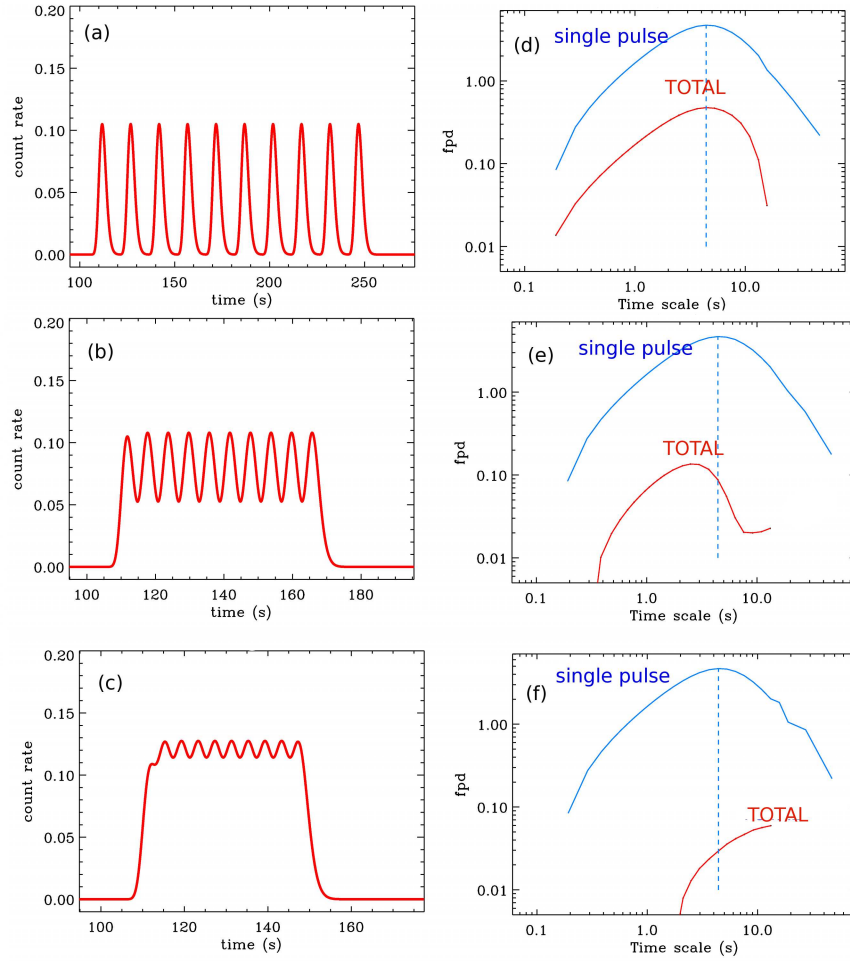 (a)
count rate
0.20
0.15
0.10
0.05
0.00
100
150
200
250
time (s)
(d)
single pulse
TOTAL
fpd
1.00
0.10
0.01
0.1
1.0
10.0
Time scale (s)
(b)
count rate
0.20
0.15
0.10
0.05
0.00
100
120
140
160
180
time (s)
(e)
single pulse
TOTAL
fpd
1.00
0.10
0.01
0.1
1.0
10.0
Time scale (s)
(c)
count rate
0.20
0.15
0.10
0.05
0.00
100
120
140
160
time (s)
(f)
single pulse
TOTAL
fpd
1.00
0.10
0.01
0.1
1.0
10.0
Time scale (s)